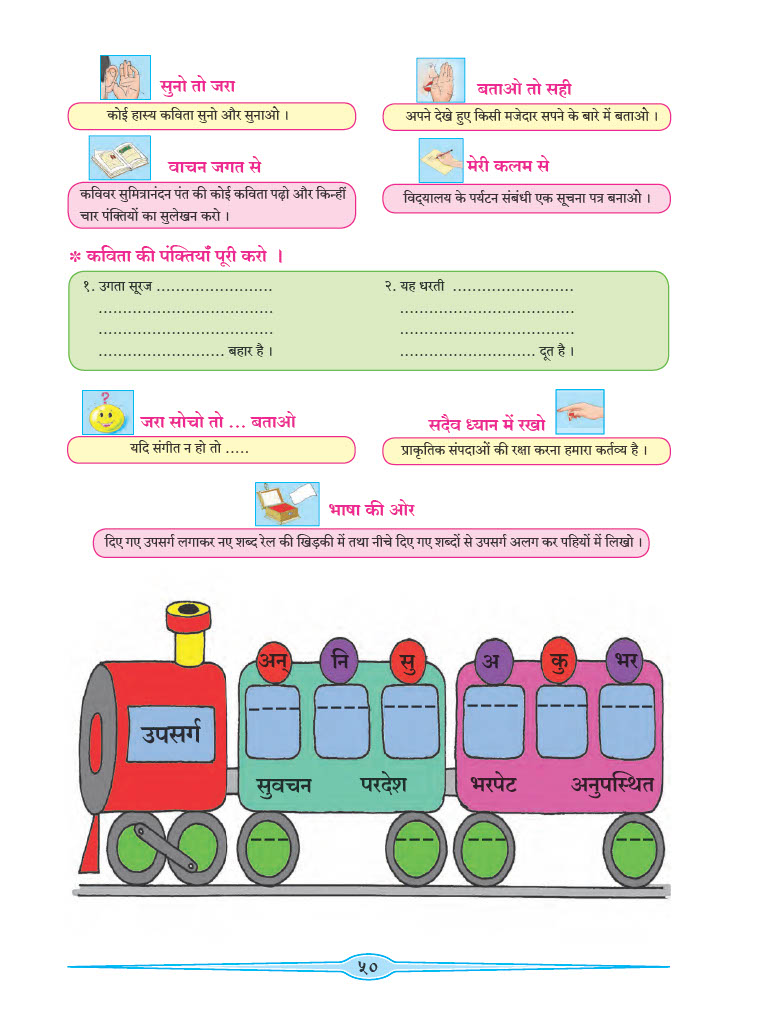 सुनो तो जरा
कोई हास्य कविता सुनो और सुनाओ ।
बताओ तो सही
अपने देखे हुए किसी मजेदार सपने के बारे में बताओ ।
वाचन जगत से
कविवर सुमित्रानंदन पंत की कोई कविता पढ़ो और किन्हीं
चार पंक्तियों का सुलेखन करो ।
मेरी कलम से
विद्यालय के पर्यटन संबंधी एक सूचना पत्र बनाओ ।
* कविता की पंक्तियाँ पूरी करो ।
१. उगता सूरज ........................
....................................
....................................
.......................... बहार है ।
२. यह धरती .........................
....................................
....................................
............................ दूत है ।
?
जरा सोचो तो ... बताओ
यदि संगीत न हो तो .....
सदैव ध्यान में रखो
प्राकृतिक संपदाओं की रक्षा करना हमारा कर्तव्य है ।
भाषा की ओर
दिए गए उपसर्ग लगाकर नए शब्द रेल की खिड़की में तथा नीचे दिए गए शब्दों से उपसर्ग अलग कर पहियों में लिखो ।
अन् नि सु अ कु भर
उपसर्ग
सुवचन परदेश भरपेट अनुपस्थित
५०